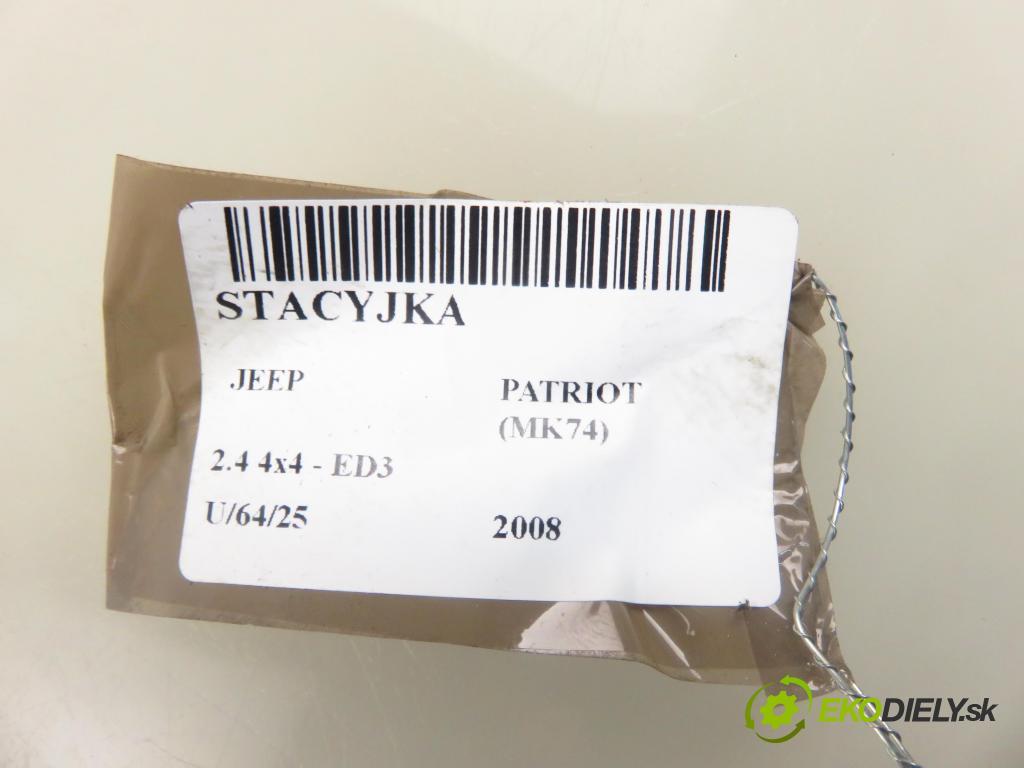 STACYJKA
JEEP
PATRIOT
(MK74)
2.4 4x4 - ED3
U/64/25
2008
EKODIELY.sk